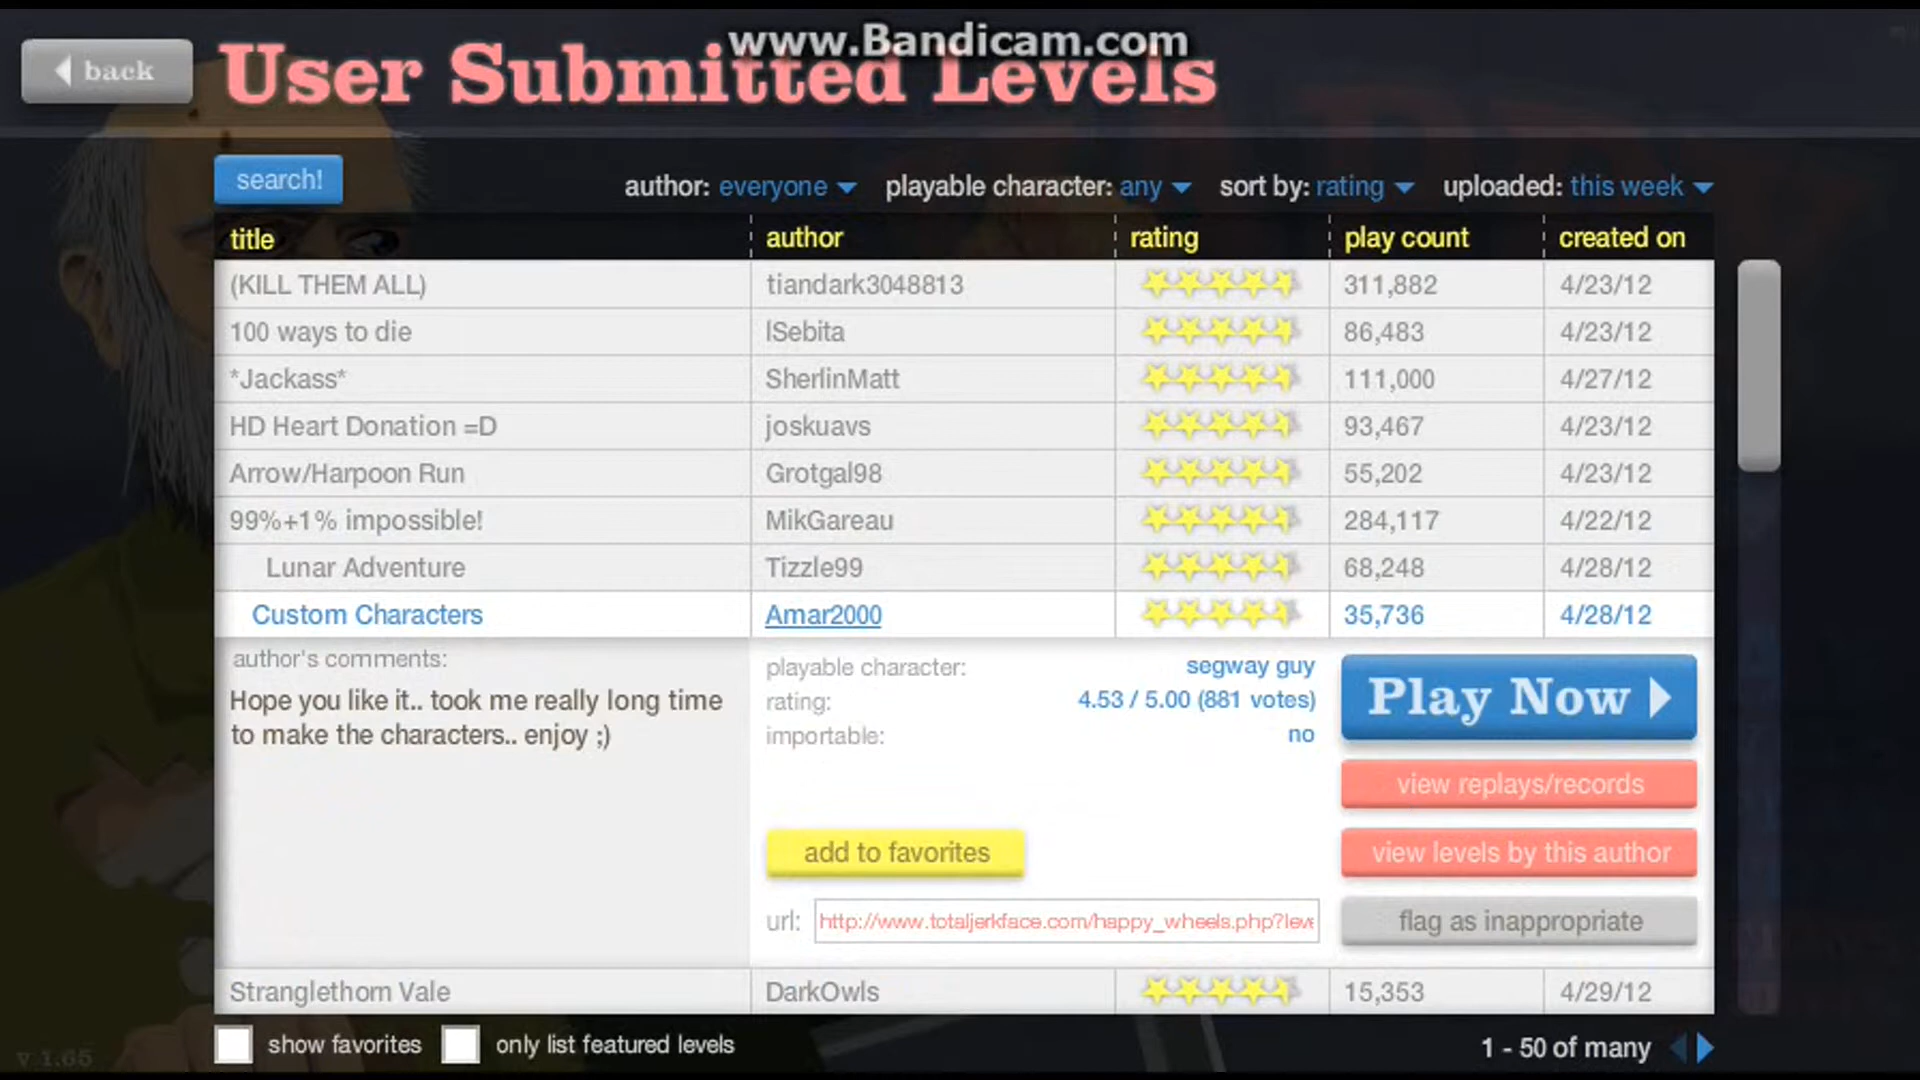 www.Bandicam.com
back
User Submitted Levels
search!
author: everyone playable character: any sort by: rating uploaded: this week
title author rating play count created on
(KILL THEM ALL) tiandark3048813 311,882 4/23/12
100 ways to die lSebita 86,483 4/23/12
*Jackass* SherlinMatt 111,000 4/27/12
HD Heart Donation =D joskuavs 93,467 4/23/12
Arrow/Harpoon Run Grotgal98 55,202 4/23/12
99%+1% impossible! MikGareau 284,117 4/22/12
Lunar Adventure Tizzle99 68,248 4/28/12
Custom Characters Amar2000 35,736 4/28/12
author's comments:
Hope you like it.. took me really long time
to make the characters.. enjoy ;)
playable character: segway guy
rating: 4.53 / 5.00 (881 votes)
importable: no
Play Now
view replays/records
add to favorites
view levels by this author
url: http://www.totaljerkface.com/happy_wheels.php?leve
flag as inappropriate
Stranglethorn Vale DarkOwls 15,353 4/29/12
show favorites only list featured levels
1 - 50 of many
v 1.65